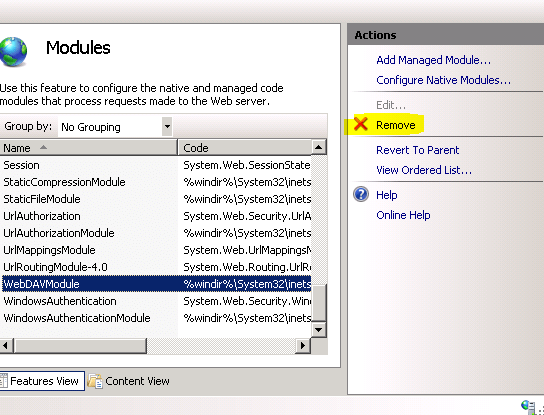 Modules
Use this feature to configure the native and managed code
modules that process requests made to the Web server.
Group by: No Grouping
Name Code
Session System.Web.SessionState
StaticCompressionModule %windir%\System32\inets
StaticFileModule %windir%\System32\inets
UrlAuthorization System.Web.Security.UrlA
UrlAuthorizationModule %windir%\System32\inets
UrlMappingsModule System.Web.UrlMappingsM
UrlRoutingModule-4.0 System.Web.Routing.UrlR
WebDAVModule %windir%\System32\inets
WindowsAuthentication System.Web.Security.Win
WindowsAuthenticationModule %windir%\System32\inets
Features View Content View
Actions
Add Managed Module...
Configure Native Modules...
Edit...
Remove
Revert To Parent
View Ordered List...
Help
Online Help